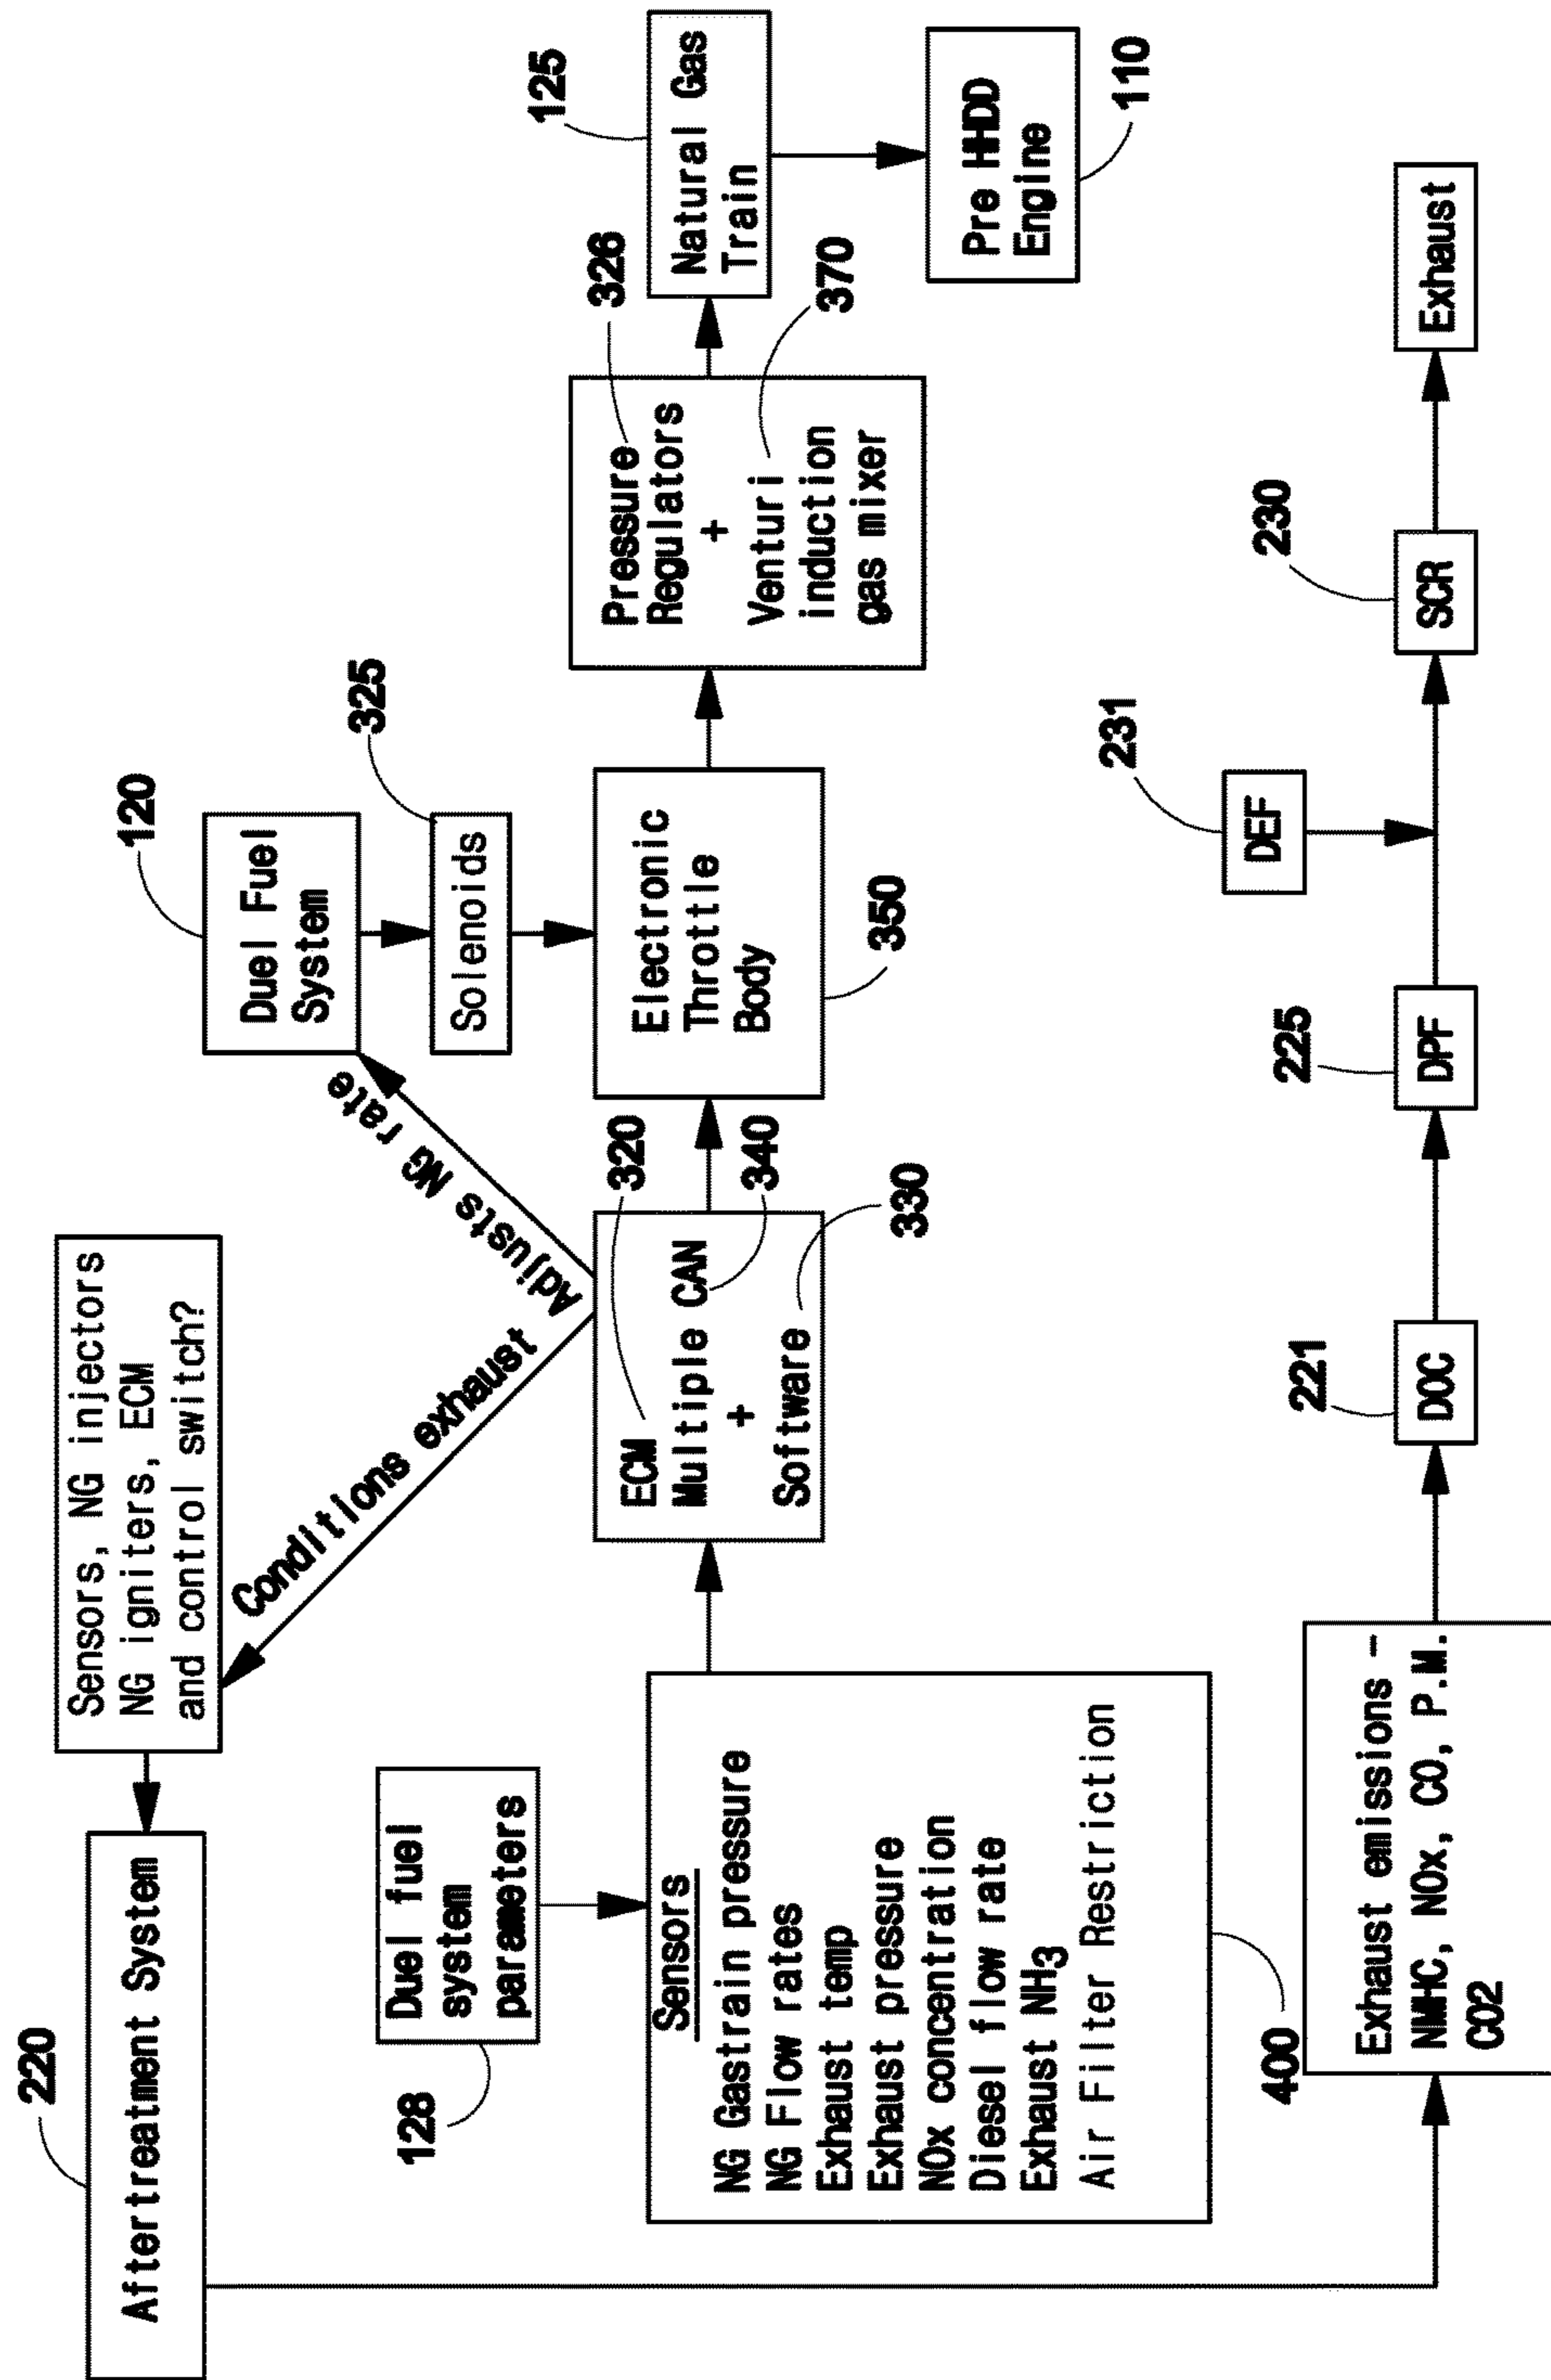 220
Aftertreatment System
Sensors, NG injectors
NG igniters, ECM
and control switch?
Conditions exhaust
Adjusts NG rate
120
Duel Fuel
System
325
Solenoids
128
Duel fuel
system
parameters
Sensors
NG Gastrain pressure
NG Flow rates
Exhaust temp
Exhaust pressure
NOx concentration
Diesel flow rate
Exhaust NH3
Air Filter Restriction
400
320
ECM
Multiple CAN
+
Software
340
330
Electronic
Throttle
Body
350
326
Pressure
Regulators
+
Venturi
induction
gas mixer
370
125
Natural Gas
Train
Pre HHDD
Engine
110
Exhaust emissions -
NMHC, NOx, CO, P.M.
CO2
221
DOC
225
DPF
231
DEF
230
SCR
Exhaust